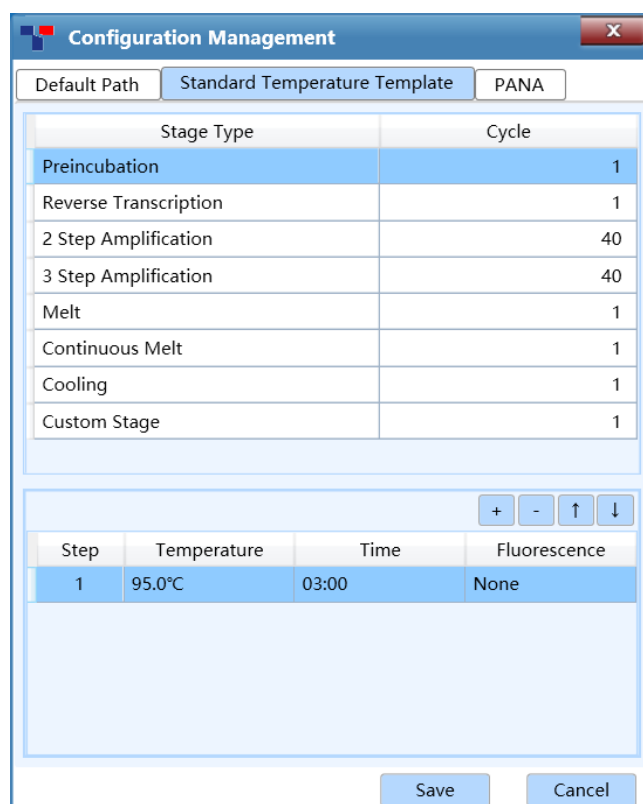 Configuration Management
x
Default Path Standard Temperature Template PANA
Stage Type Cycle
Preincubation 1
Reverse Transcription 1
2 Step Amplification 40
3 Step Amplification 40
Melt 1
Continuous Melt 1
Cooling 1
Custom Stage 1
+ - ↑ ↓
Step Temperature Time Fluorescence
1 95.0℃ 03:00 None
Save Cancel